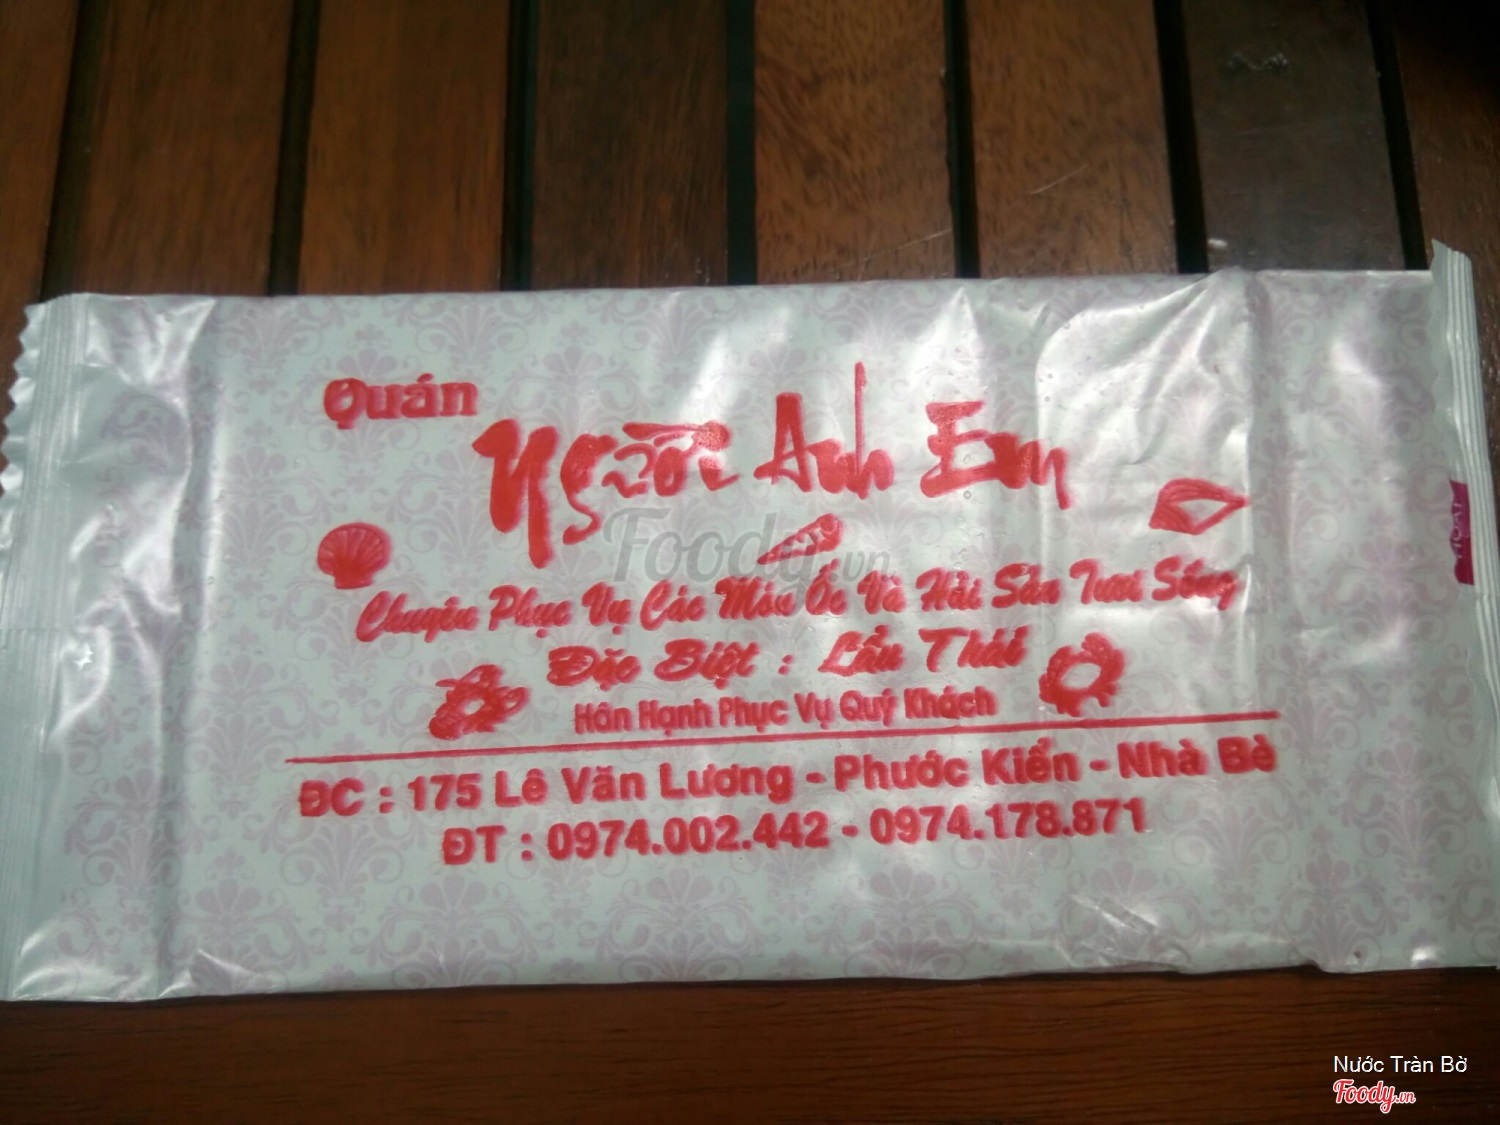 Quán
Người Anh Em
Foody.vn
Chuyên Phục Vụ Các Món Ốc Và Hải Sản Tươi Sống
Đặc Biệt : Lẩu Thái
Hân Hạnh Phục Vụ Quý Khách
ĐC : 175 Lê Văn Lương - Phước Kiển - Nhà Bè
ĐT : 0974.002.442 - 0974.178.871
Nước Tràn Bờ
Foody.vn